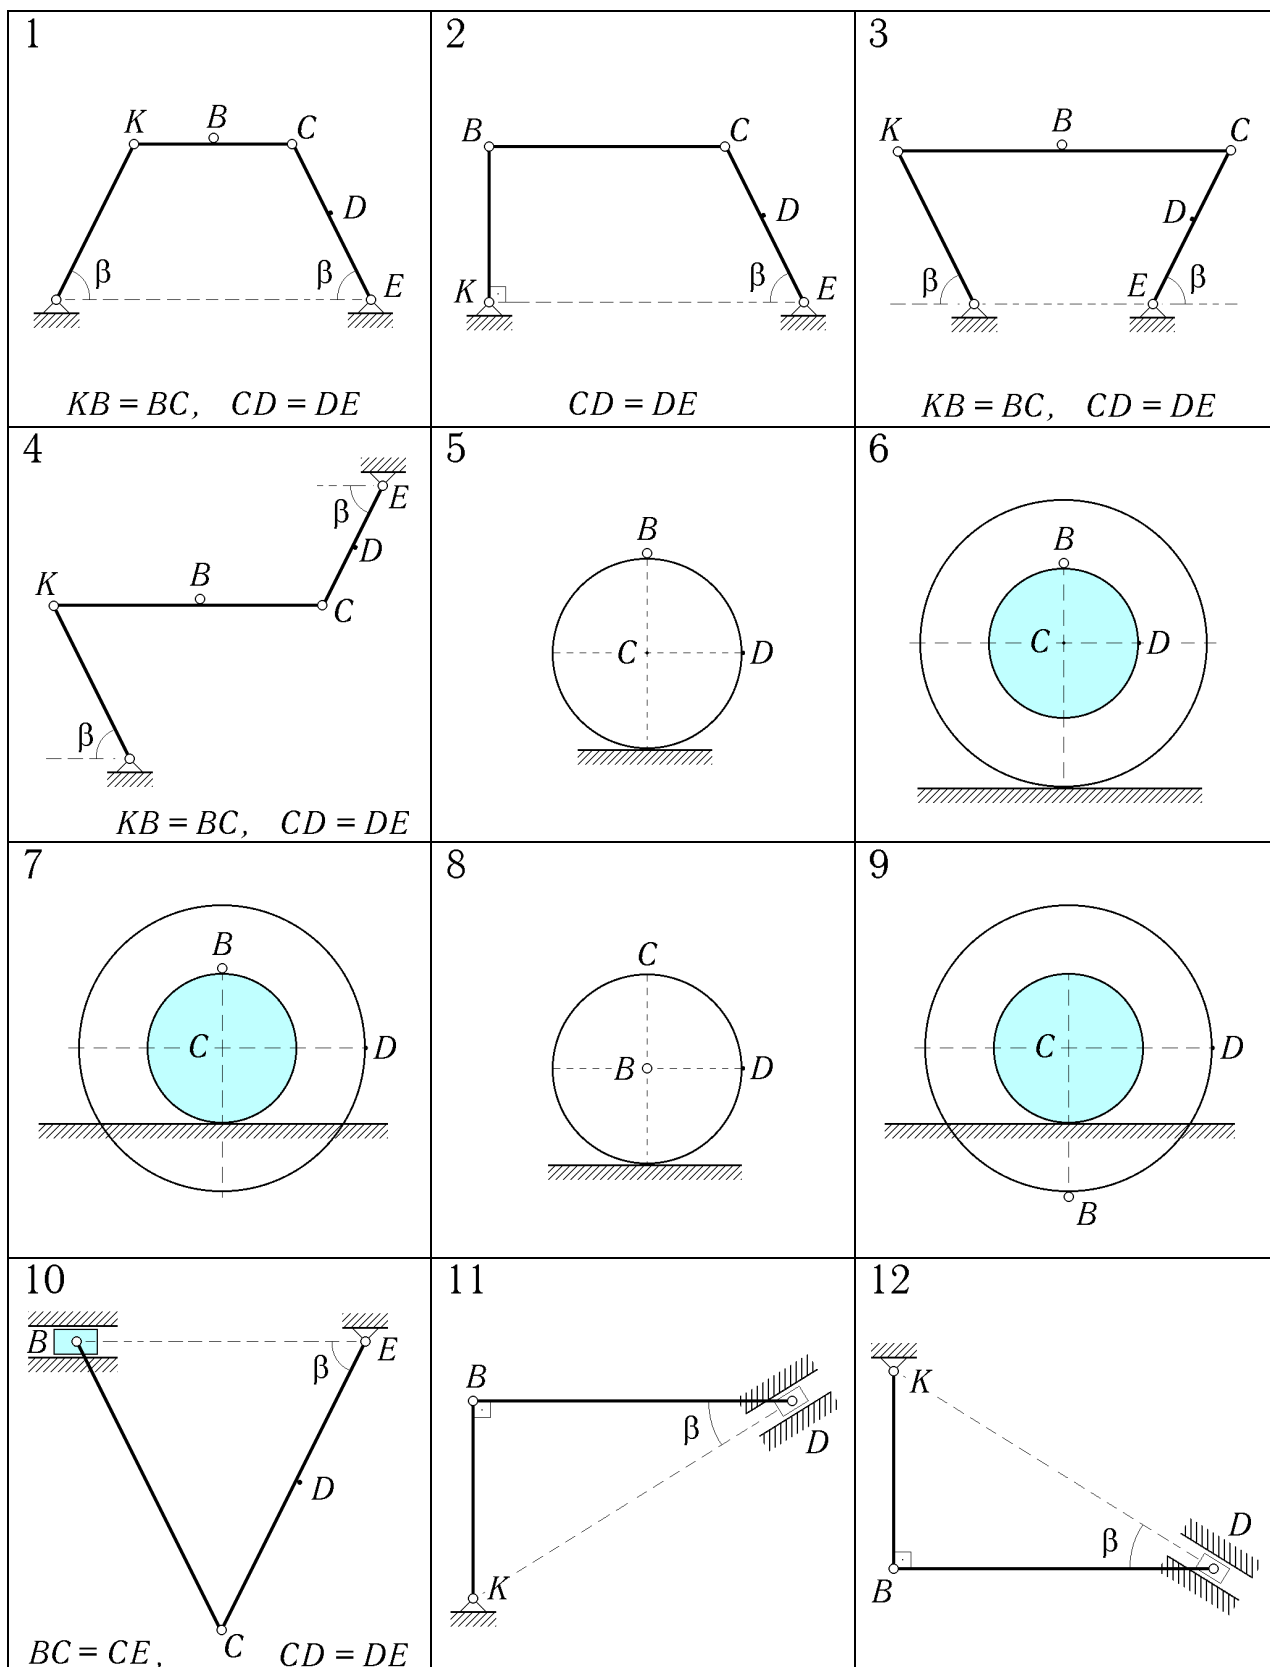 1
K B C
D
β β E
KB = BC, CD = DE
2
B C
D
K β E
CD = DE
3
K B C
D
β E β
KB = BC, CD = DE
4
β E
D
K B C
β
KB = BC, CD = DE
5
B
C D
6
B
C D
7
B
C D
8
C
B D
9
C D
B
10
B β E
D
C
BC = CE, CD = DE
11
B
β D
K
12
K
β D
B